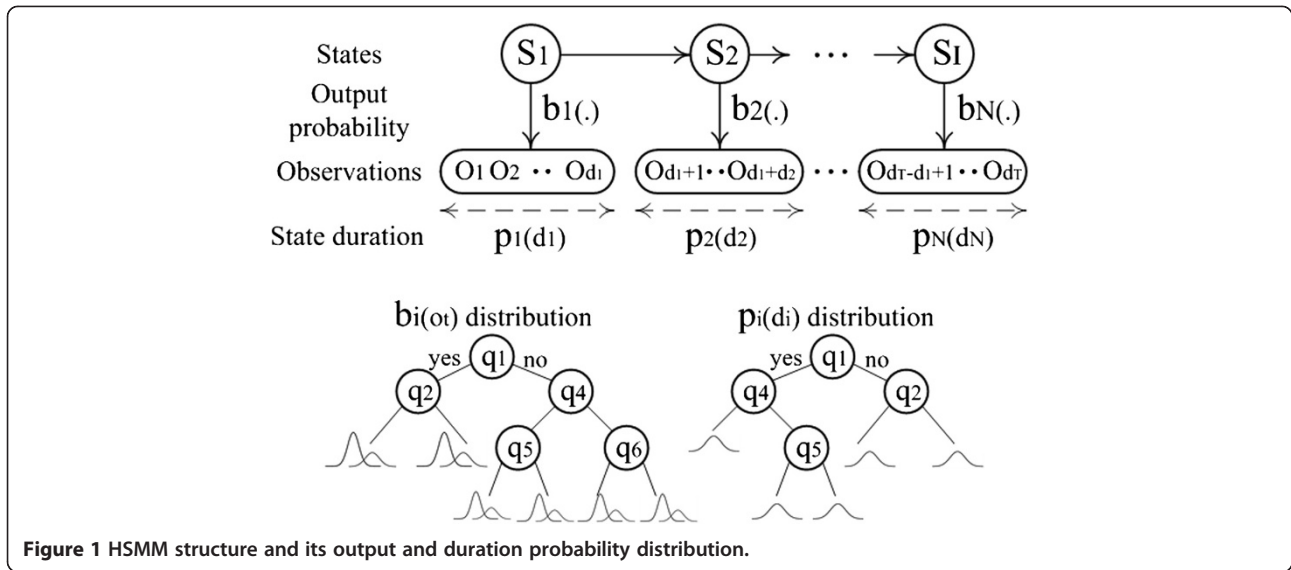 States S1 S2 ··· SI
Output probability b1(.) b2(.) bN(.)
Observations O1 O2 ·· Od1 Od1+1··Od1+d2 ··· OdT-d1+1 ·· OdT
State duration p1(d1) p2(d2) pN(dN)
bi(ot) distribution pi(di) distribution
yes q1 no yes q1 no
q2 q4 q4 q2
q5 q6 q5
Figure 1 HSMM structure and its output and duration probability distribution.